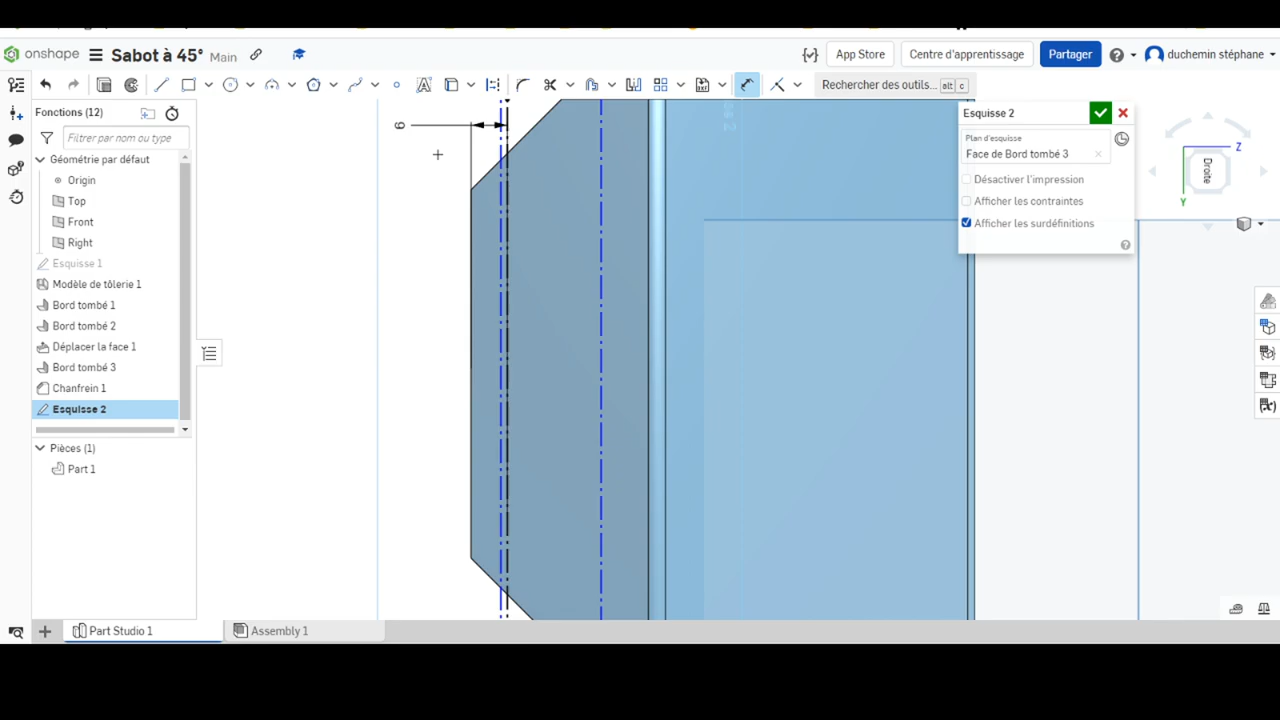 onshape
Sabot à 45° Main
App Store
Centre d'apprentissage
Partager
duchemin stéphane
Rechercher des outils... alt c
Fonctions (12)
Filtrer par nom ou type
Géométrie par défaut
Origin
Top
Front
Right
Esquisse 1
Modèle de tôlerie 1
Bord tombé 1
Bord tombé 2
Déplacer la face 1
Bord tombé 3
Chanfrein 1
Esquisse 2
Pièces (1)
Part 1
Esquisse 2
Plan d'esquisse
Face de Bord tombé 3
Désactiver l'impression
Afficher les contraintes
Afficher les surdéfinitions
Z
Droite
Y
Part Studio 1
Assembly 1